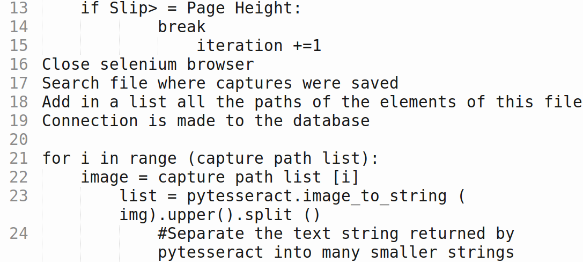 13 if Slip> = Page Height:
14 break
15 iteration +=1
16 Close selenium browser
17 Search file where captures were saved
18 Add in a list all the paths of the elements of this file
19 Connection is made to the database
20
21 for i in range (capture path list):
22 image = capture path list [i]
23 list = pytesseract.image_to_string (
img).upper().split ()
24 #Separate the text string returned by
pytesseract into many smaller strings